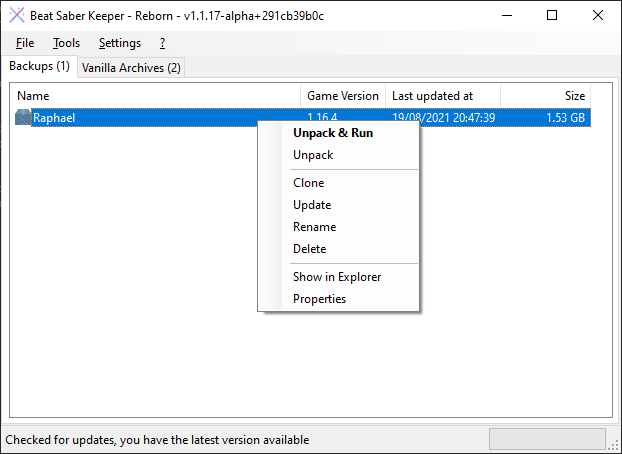 Beat Saber Keeper - Reborn - v1.1.17-alpha+291cb39b0c
File Tools Settings ?
Backups (1) Vanilla Archives (2)
Name Game Version Last updated at Size
Raphael 1.16.4 19/08/2021 20:47:39 1.53 GB
Unpack & Run
Unpack
Clone
Update
Rename
Delete
Show in Explorer
Properties
Checked for updates, you have the latest version available